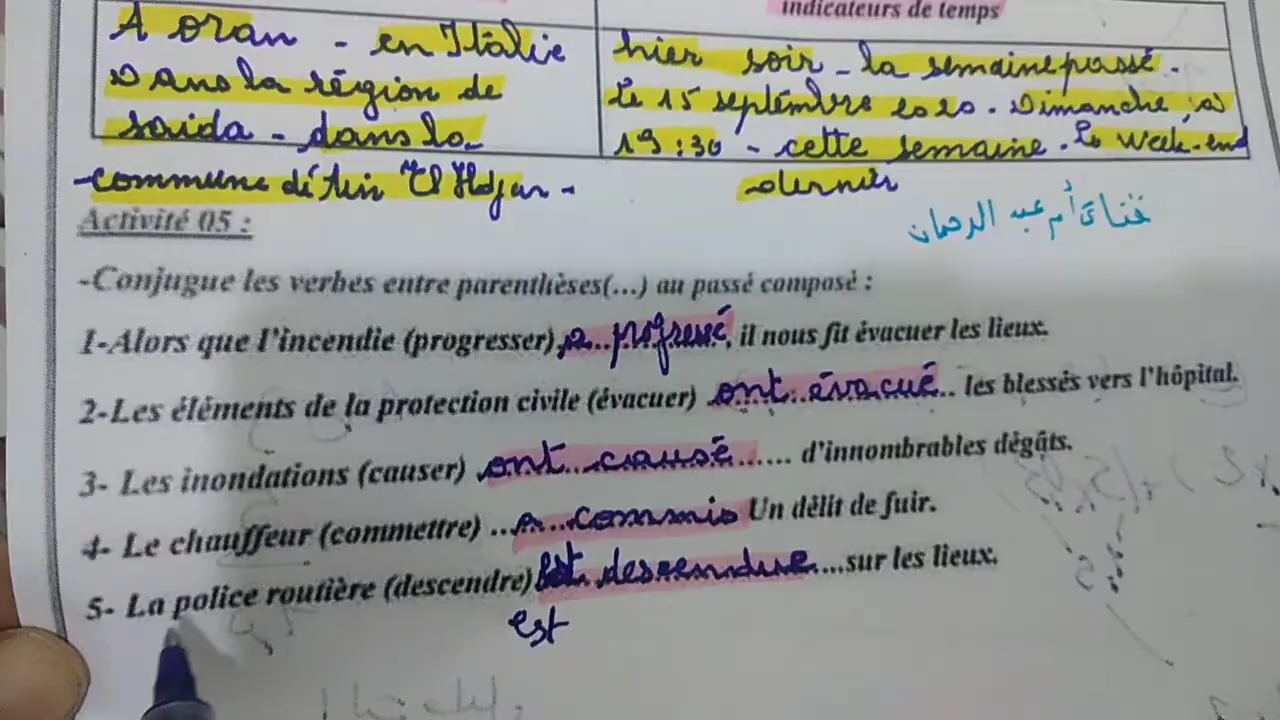 indicateurs de temps
A oran - en Italie
Dans la région de
saida - dans la
commune d'Ain El Hdjar -
hier soir - la semaine passé.
Le 15 septémbre 2020. Dimanche à
19:30 - cette semaine. Le week-end
dernier
قناة أم عبد الرحمان
Activité 05 :
-Conjugue les verbes entre parenthèses(...) au passé composé :
1-Alors que l'incendie (progresser), a progressé, il nous fit évacuer les lieux.
2-Les éléments de la protection civile (évacuer) ont évacué les blessés vers l'hôpital.
3- Les inondations (causer) ont causé ...... d'innombrables dégâts.
4- Le chauffeur (commettre) ... a commis Un délit de fuir.
5- La police routière (descendre) est descendue....sur les lieux.
est